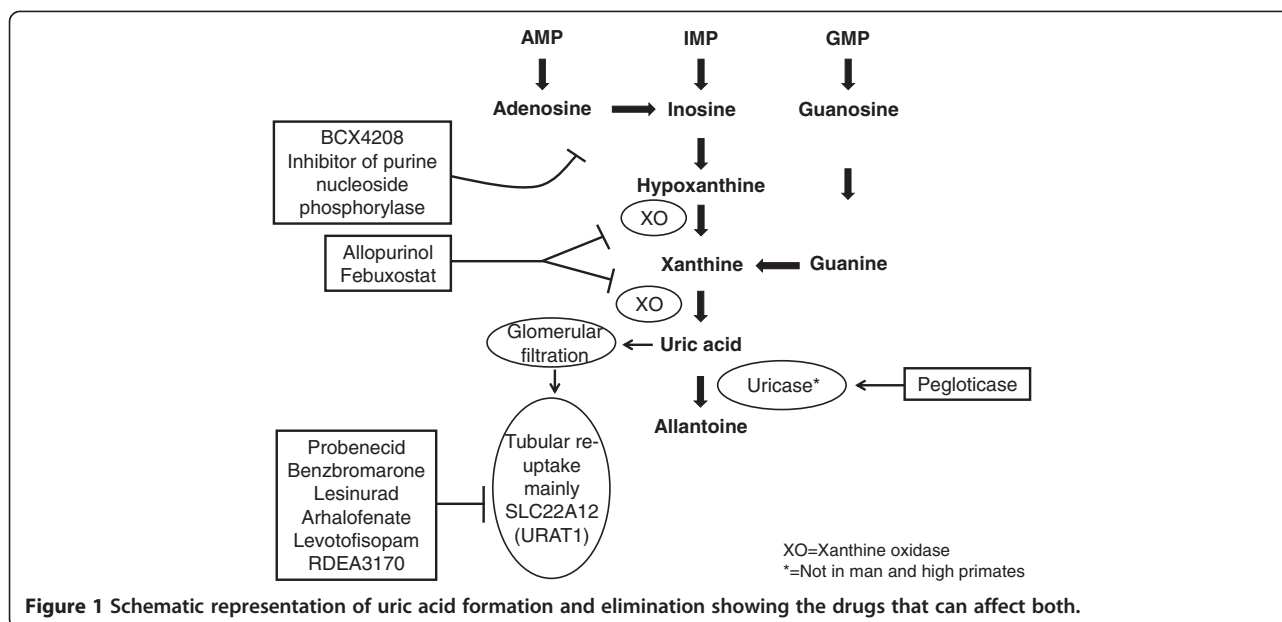 AMP IMP GMP
Adenosine Inosine Guanosine
BCX4208
Inhibitor of purine
nucleoside
phosphorylase
Hypoxanthine
XO
Allopurinol
Febuxostat
Xanthine Guanine
XO
Glomerular
filtration
Uric acid
Uricase*
Pegloticase
Allantoine
Probenecid
Benzbromarone
Lesinurad
Arhalofenate
Levotofisopam
RDEA3170
Tubular re-
uptake
mainly
SLC22A12
(URAT1)
XO=Xanthine oxidase
*=Not in man and high primates
Figure 1 Schematic representation of uric acid formation and elimination showing the drugs that can affect both.